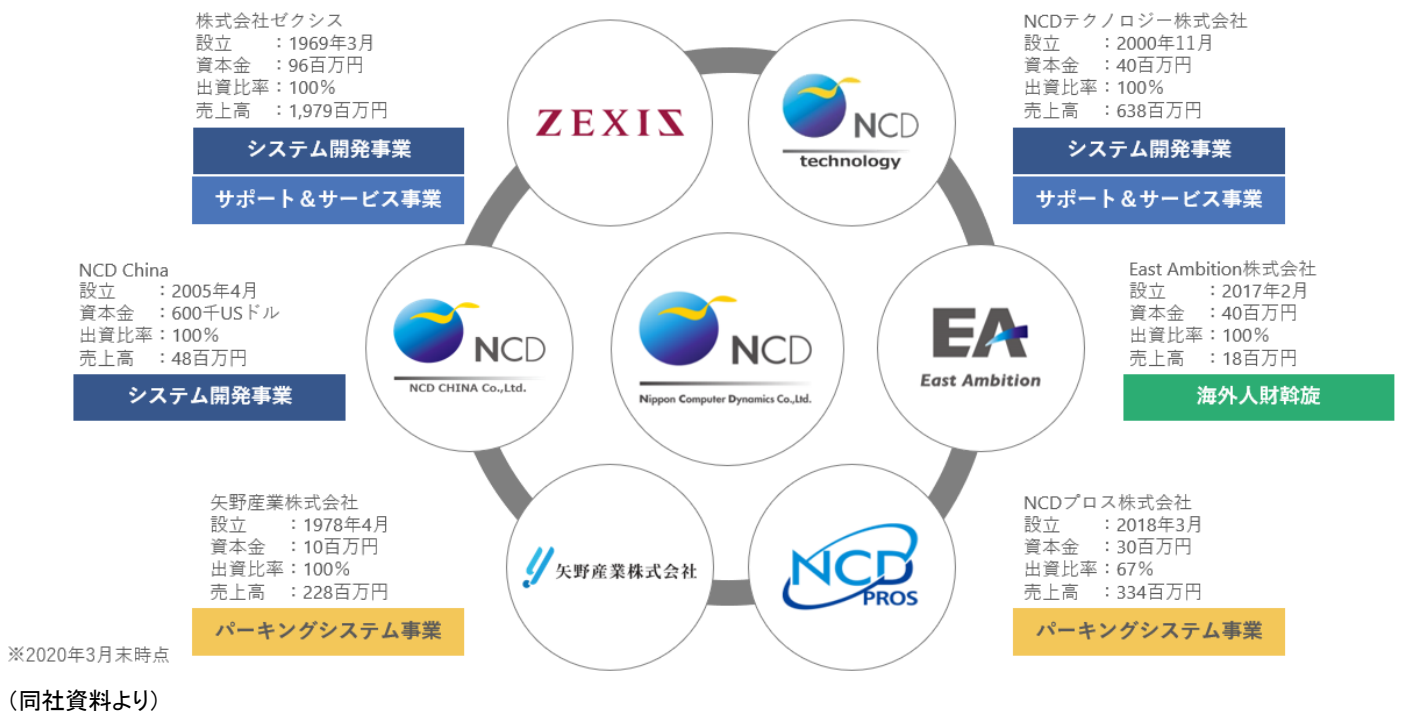 株式会社ゼクシス
設立 ：1969年3月
資本金 ：96百万円
出資比率：100％
売上高 ：1,979百万円
システム開発事業
サポート＆サービス事業
ZEXIS
NCD
technology
NCDテクノロジー株式会社
設立 ：2000年11月
資本金 ：40百万円
出資比率：100％
売上高 ：638百万円
システム開発事業
サポート＆サービス事業
NCD China
設立 ：2005年4月
資本金 ：600千USドル
出資比率：100％
売上高 ：48百万円
システム開発事業
NCD
NCD CHINA Co.,Ltd.
NCD
Nippon Computer Dynamics Co.,Ltd.
EA
East Ambition
East Ambition株式会社
設立 ：2017年2月
資本金 ：40百万円
出資比率：100％
売上高 ：18百万円
海外人財斡旋
矢野産業株式会社
設立 ：1978年4月
資本金 ：10百万円
出資比率：100％
売上高 ：228百万円
パーキングシステム事業
矢野産業株式会社
NCD
PROS
NCDプロス株式会社
設立 ：2018年3月
資本金 ：30百万円
出資比率：67％
売上高 ：334百万円
パーキングシステム事業
※2020年3月末時点
（同社資料より）